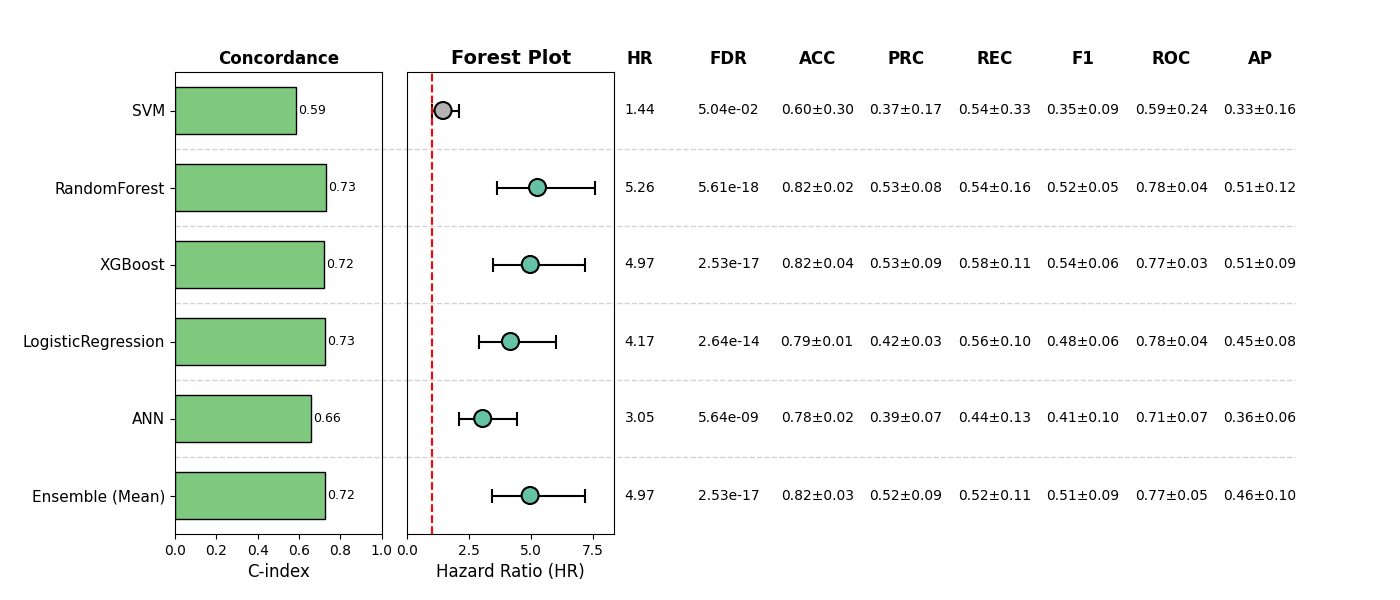 Concordance Forest Plot HR FDR ACC PRC REC F1 ROC AP
SVM 0.59 1.44 5.04e-02 0.60±0.30 0.37±0.17 0.54±0.33 0.35±0.09 0.59±0.24 0.33±0.16
RandomForest 0.73 5.26 5.61e-18 0.82±0.02 0.53±0.08 0.54±0.16 0.52±0.05 0.78±0.04 0.51±0.12
XGBoost 0.72 4.97 2.53e-17 0.82±0.04 0.53±0.09 0.58±0.11 0.54±0.06 0.77±0.03 0.51±0.09
LogisticRegression 0.73 4.17 2.64e-14 0.79±0.01 0.42±0.03 0.56±0.10 0.48±0.06 0.78±0.04 0.45±0.08
ANN 0.66 3.05 5.64e-09 0.78±0.02 0.39±0.07 0.44±0.13 0.41±0.10 0.71±0.07 0.36±0.06
Ensemble (Mean) 0.72 4.97 2.53e-17 0.82±0.03 0.52±0.09 0.52±0.11 0.51±0.09 0.77±0.05 0.46±0.10
0.0 0.2 0.4 0.6 0.8 1.0 0.0 2.5 5.0 7.5
C-index Hazard Ratio (HR)